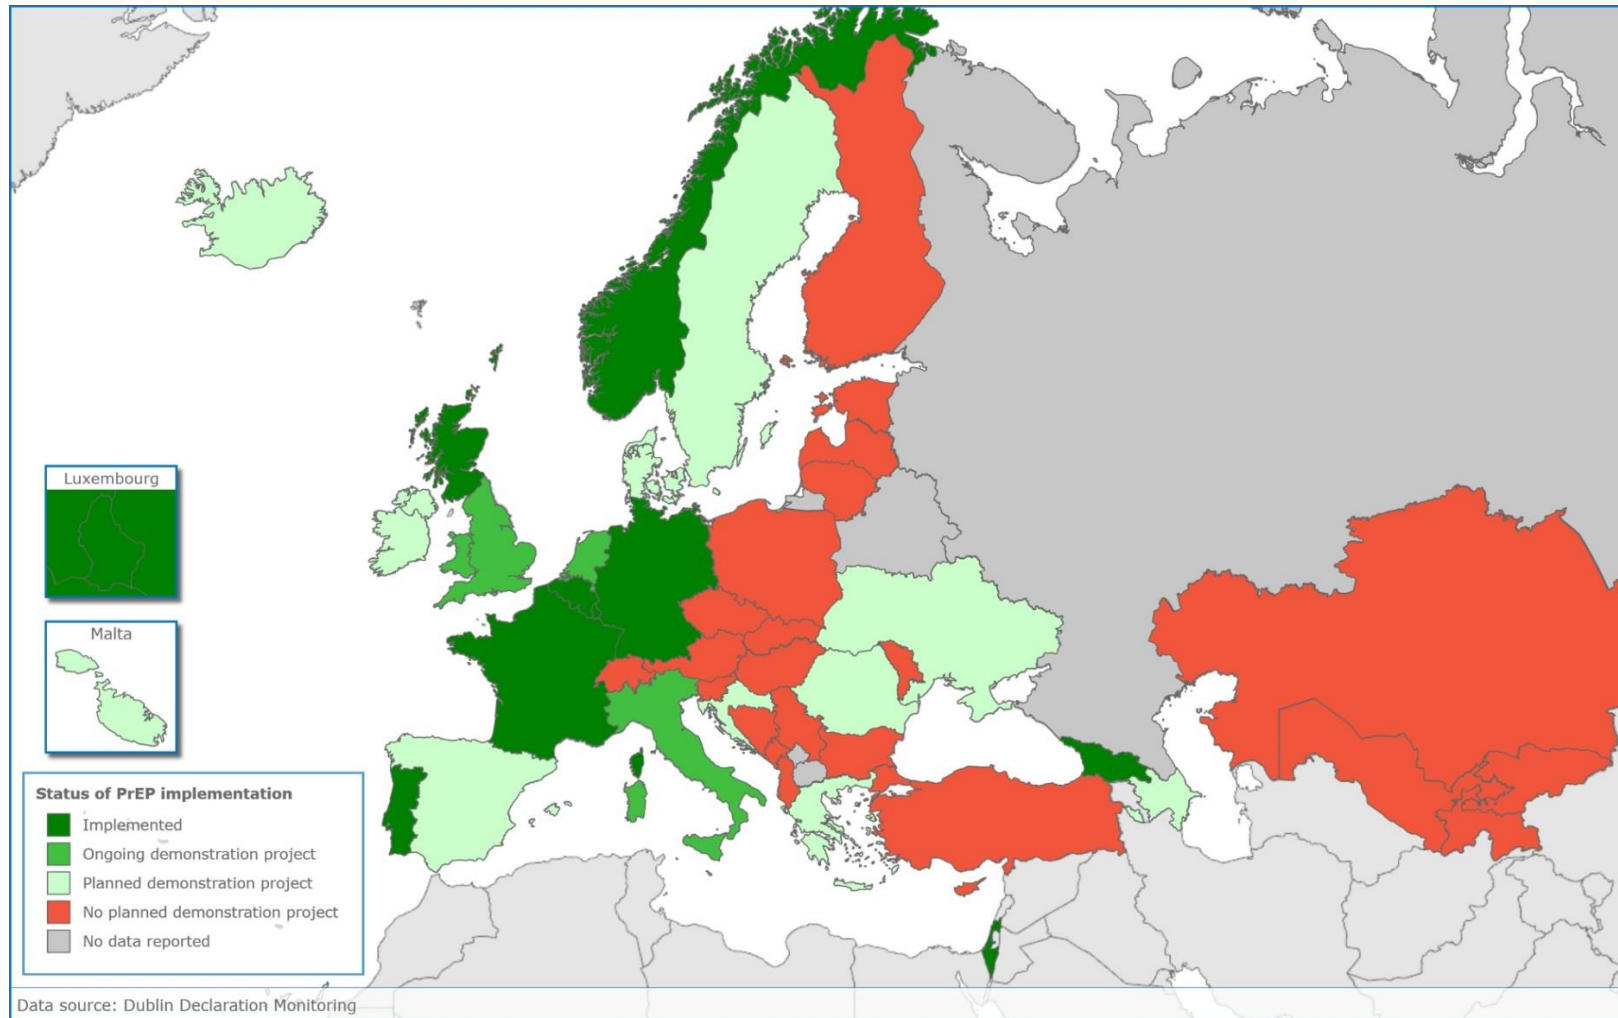 Luxembourg
Malta
Status of PrEP implementation
Implemented
Ongoing demonstration project
Planned demonstration project
No planned demonstration project
No data reported
Data source: Dublin Declaration Monitoring